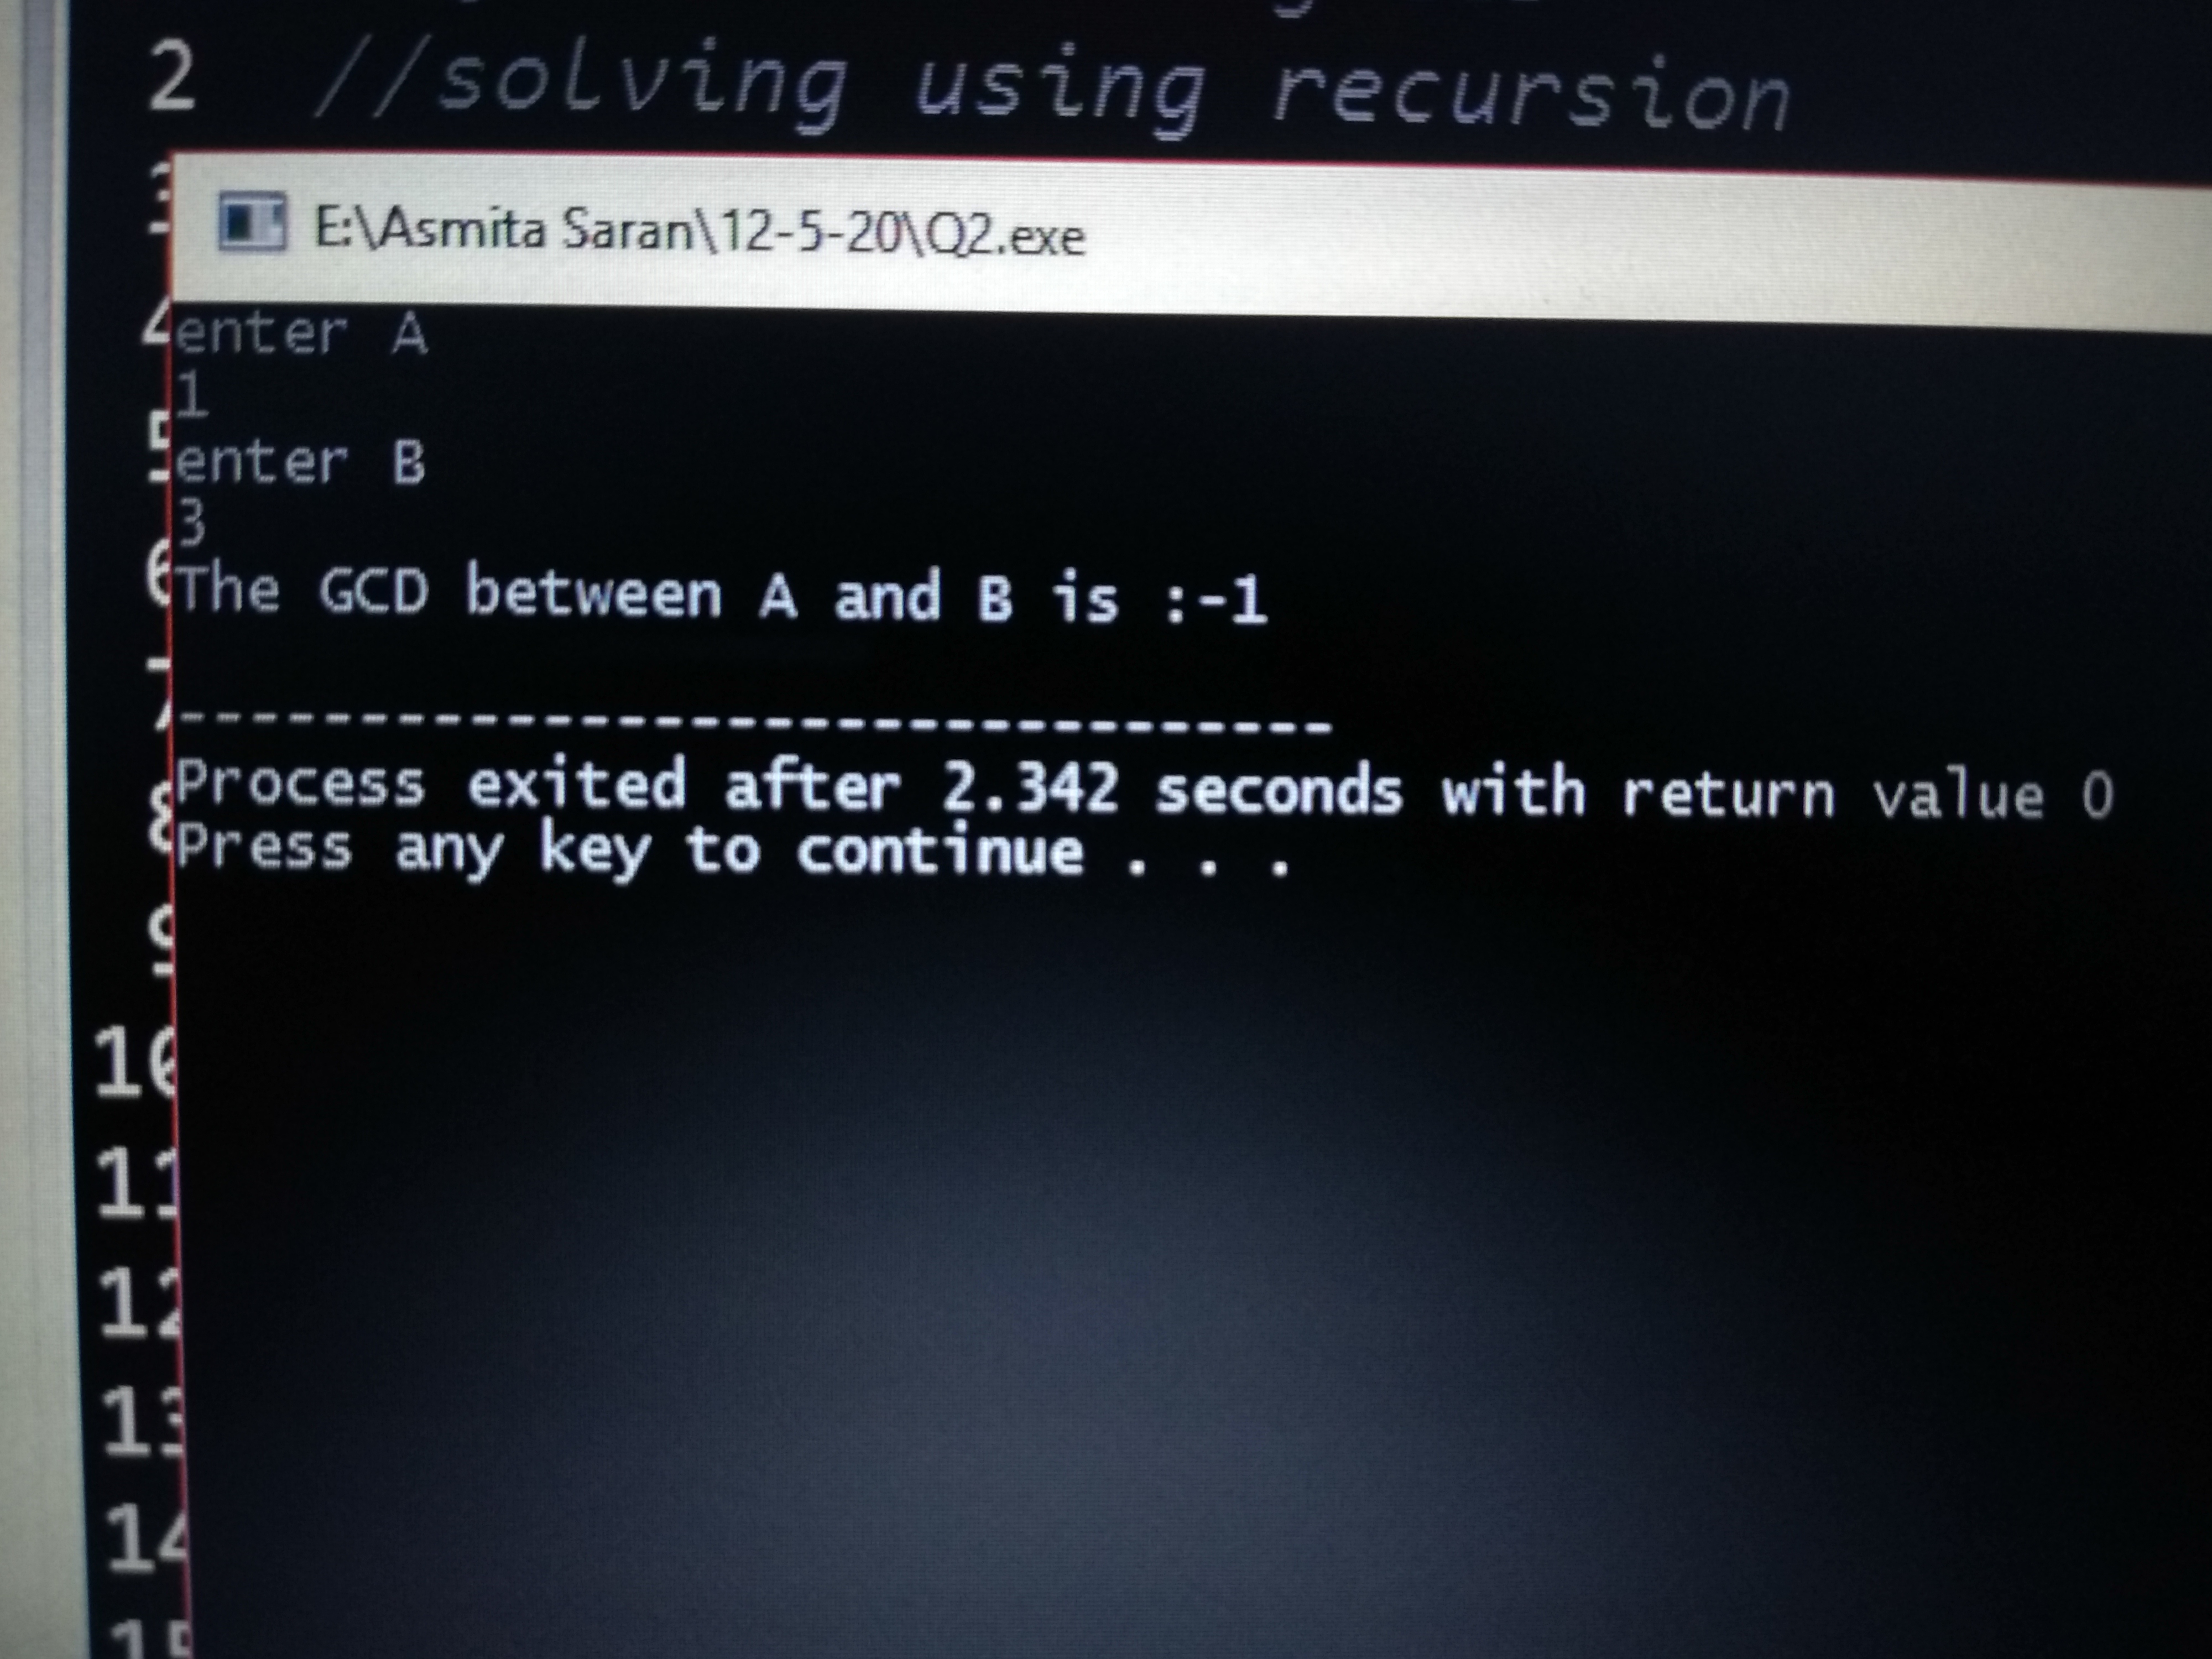 2 //solving using recursion
E:\Asmita Saran\12-5-20\Q2.exe
enter A
1
enter B
3
The GCD between A and B is :-1
--------------------------------
Process exited after 2.342 seconds with return value 0
Press any key to continue . . .
10
11
12
13
14
15